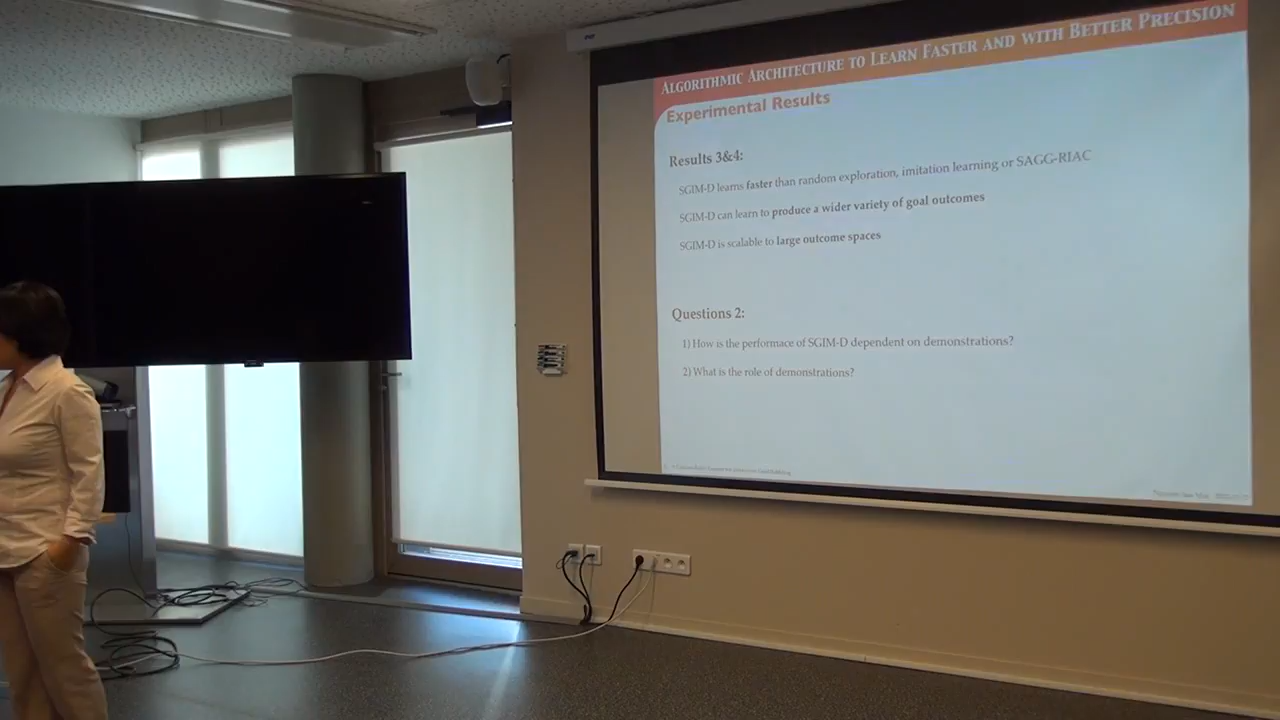 ALGORITHMIC ARCHITECTURE TO LEARN FASTER AND WITH BETTER PRECISION
Experimental Results
Results 3&4:
SGIM-D learns faster than random exploration, imitation learning or SAGG-RIAC
SGIM-D can learn to produce a wider variety of goal outcomes
SGIM-D is scalable to large outcome spaces
Questions 2:
1) How is the performace of SGIM-D dependent on demonstrations?
2) What is the role of demonstrations?